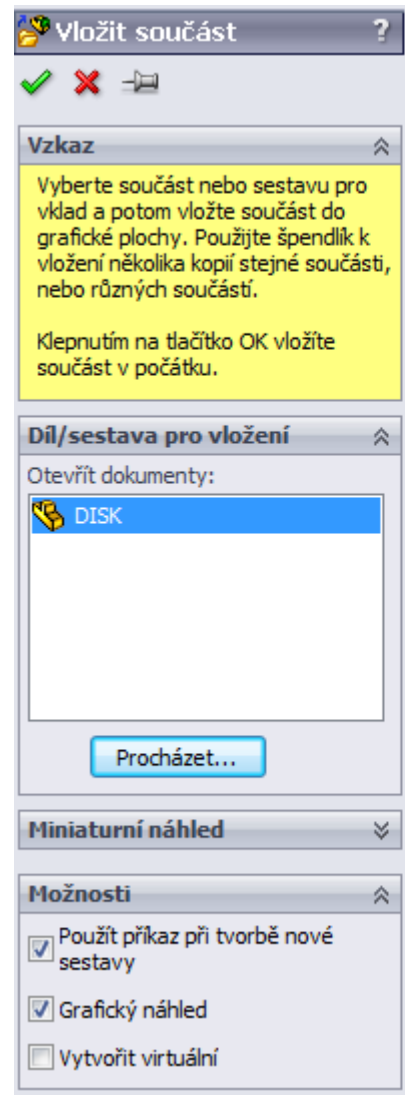 Vložit součást ?
Vzkaz
Vyberte součást nebo sestavu pro
vklad a potom vložte součást do
grafické plochy. Použijte špendlík k
vložení několika kopií stejné součásti,
nebo různých součástí.
Klepnutím na tlačítko OK vložíte
součást v počátku.
Díl/sestava pro vložení
Otevřít dokumenty:
DISK
Procházet...
Miniaturní náhled
Možnosti
Použít příkaz při tvorbě nové
sestavy
Grafický náhled
Vytvořit virtuální